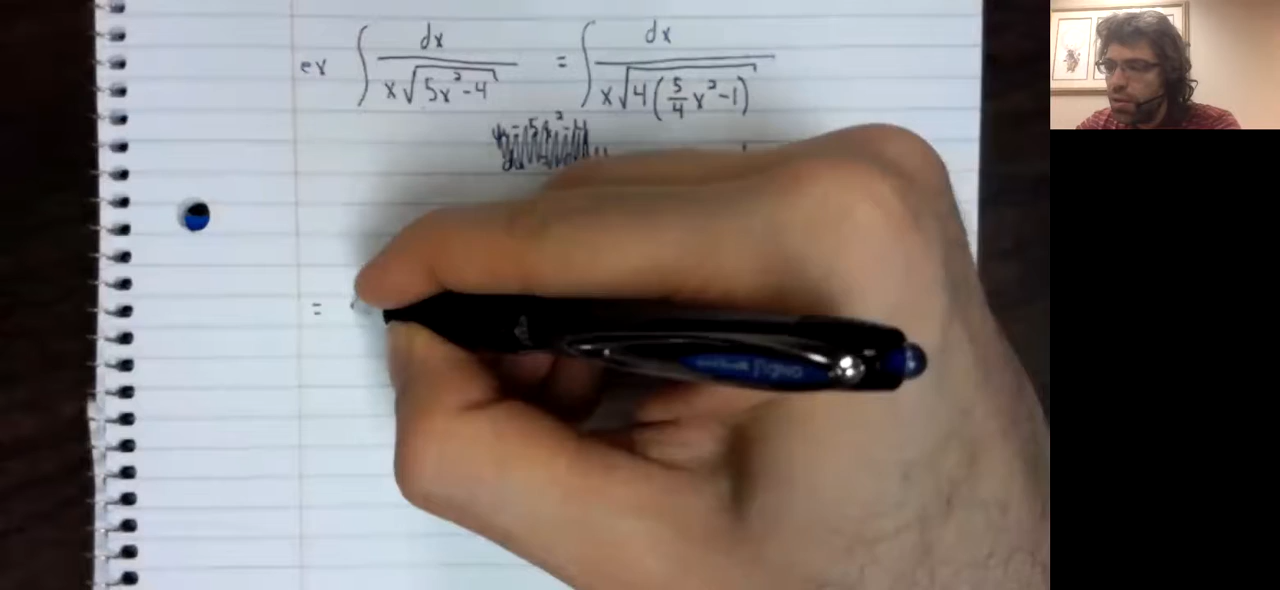 ex ∫ dx / (x√(5x²-4)) = ∫ dx / (x√(4(5/4 x²-1)))
=